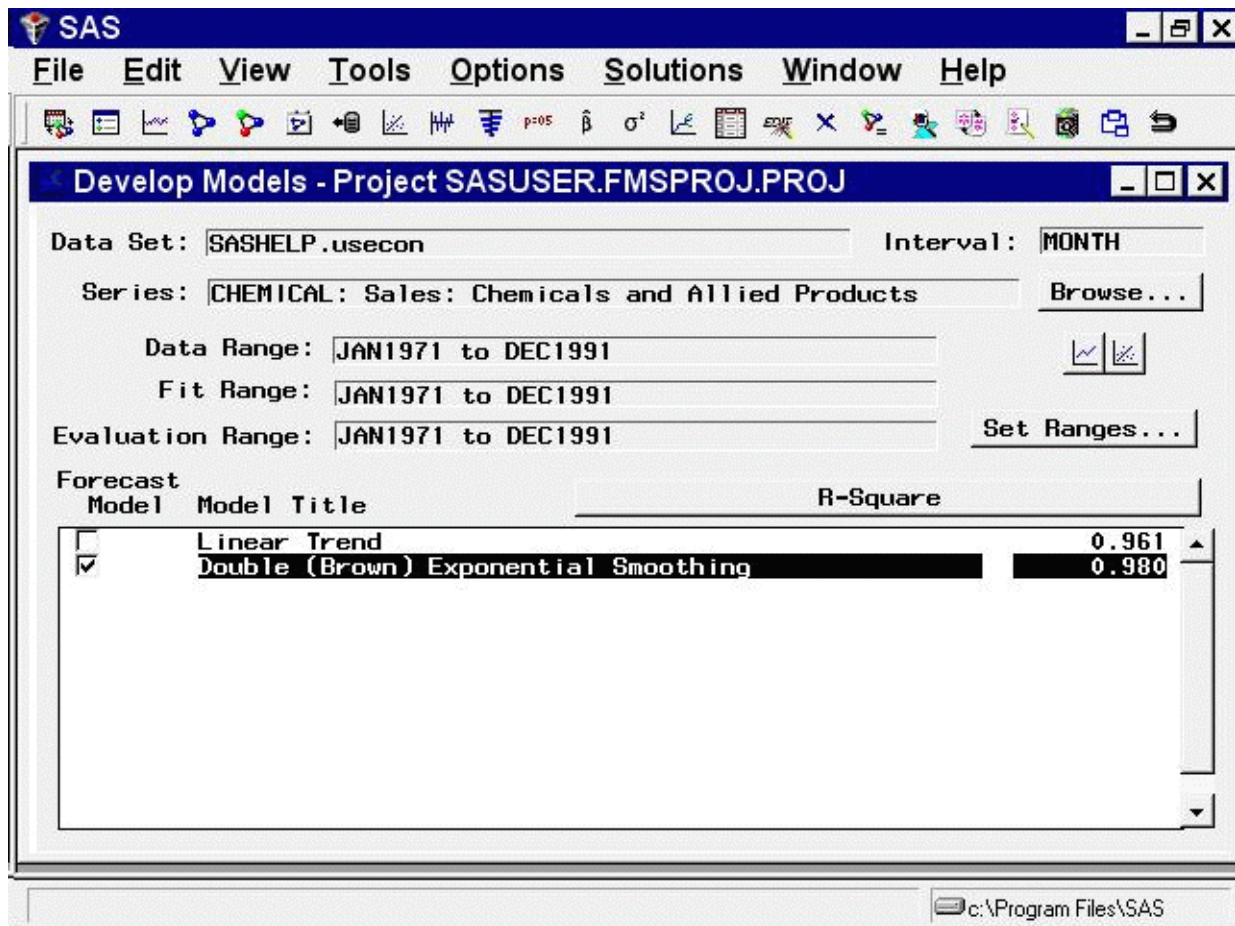 SAS
File Edit View Tools Options Solutions Window Help
p=05 β̂ σ² EDIT
Develop Models - Project SASUSER.FMSPROJ.PROJ
Data Set: SASHELP.usecon Interval: MONTH
Series: CHEMICAL: Sales: Chemicals and Allied Products Browse...
Data Range: JAN1971 to DEC1991
Fit Range: JAN1971 to DEC1991
Evaluation Range: JAN1971 to DEC1991 Set Ranges...
Forecast
Model Model Title R-Square
Linear Trend 0.961
Double (Brown) Exponential Smoothing 0.980
c:\Program Files\SAS